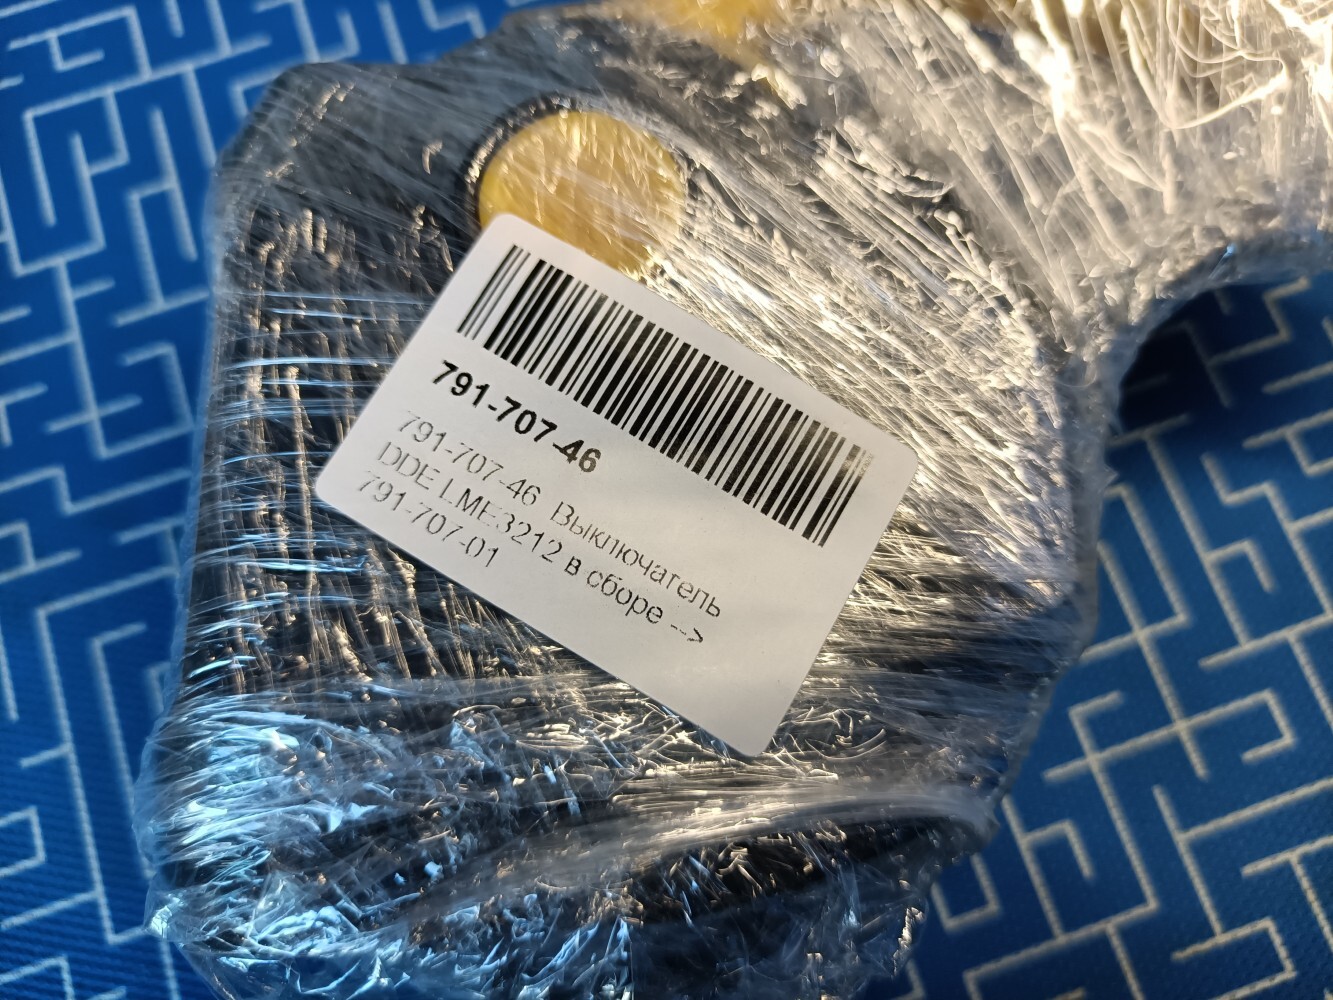 791-707-46
791-707-46 Выключатель
DDE LME3212 в сборе -->
791-707-01